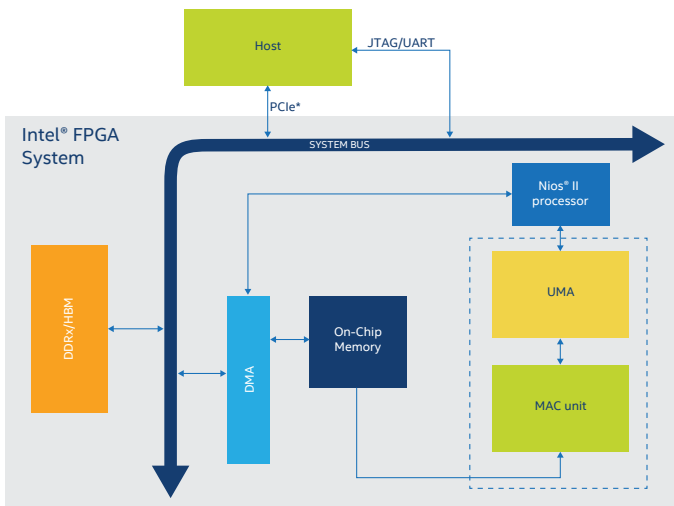 Host
JTAG/UART
PCIe*
Intel® FPGA
System
SYSTEM BUS
Nios® II
processor
DDRx/HBM
DMA
On-Chip
Memory
UMA
MAC unit